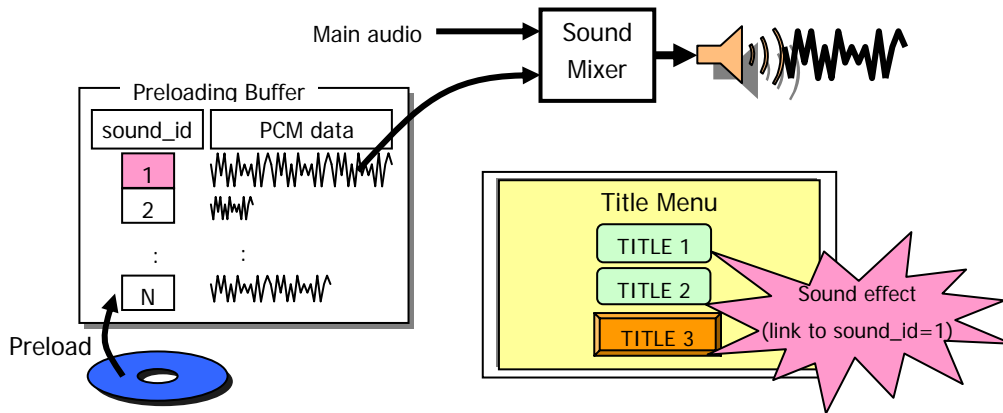 Main audio
Sound
Mixer
Preloading Buffer
sound_id
PCM data
1
2
:
:
N
Preload
Title Menu
TITLE 1
TITLE 2
TITLE 3
Sound effect
(link to sound_id=1)